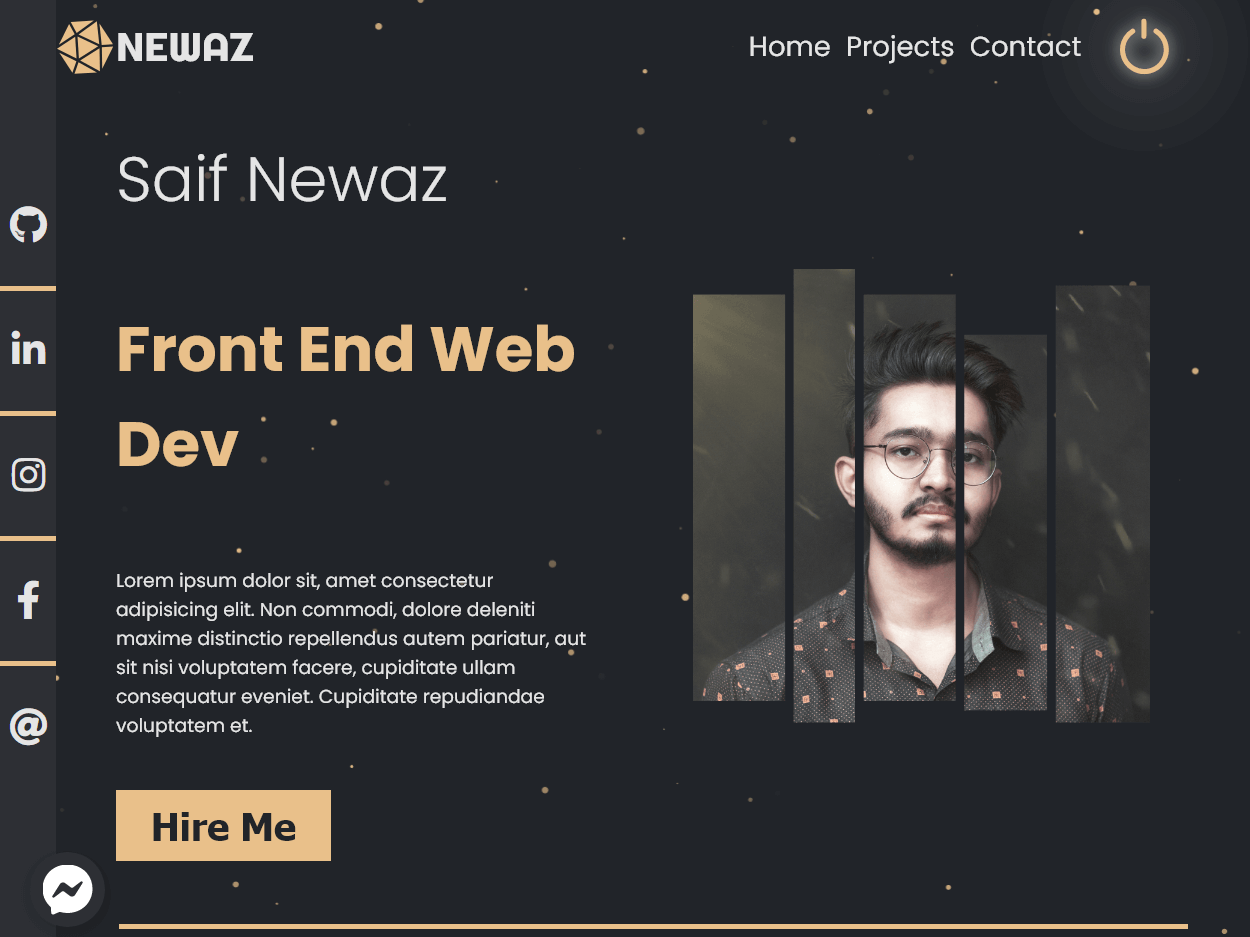 NEWAZ
Home Projects Contact
Saif Newaz
Front End Web
Dev
Lorem ipsum dolor sit, amet consectetur
adipisicing elit. Non commodi, dolore deleniti
maxime distinctio repellendus autem pariatur, aut
sit nisi voluptatem facere, cupiditate ullam
consequatur eveniet. Cupiditate repudiandae
voluptatem et.
Hire Me